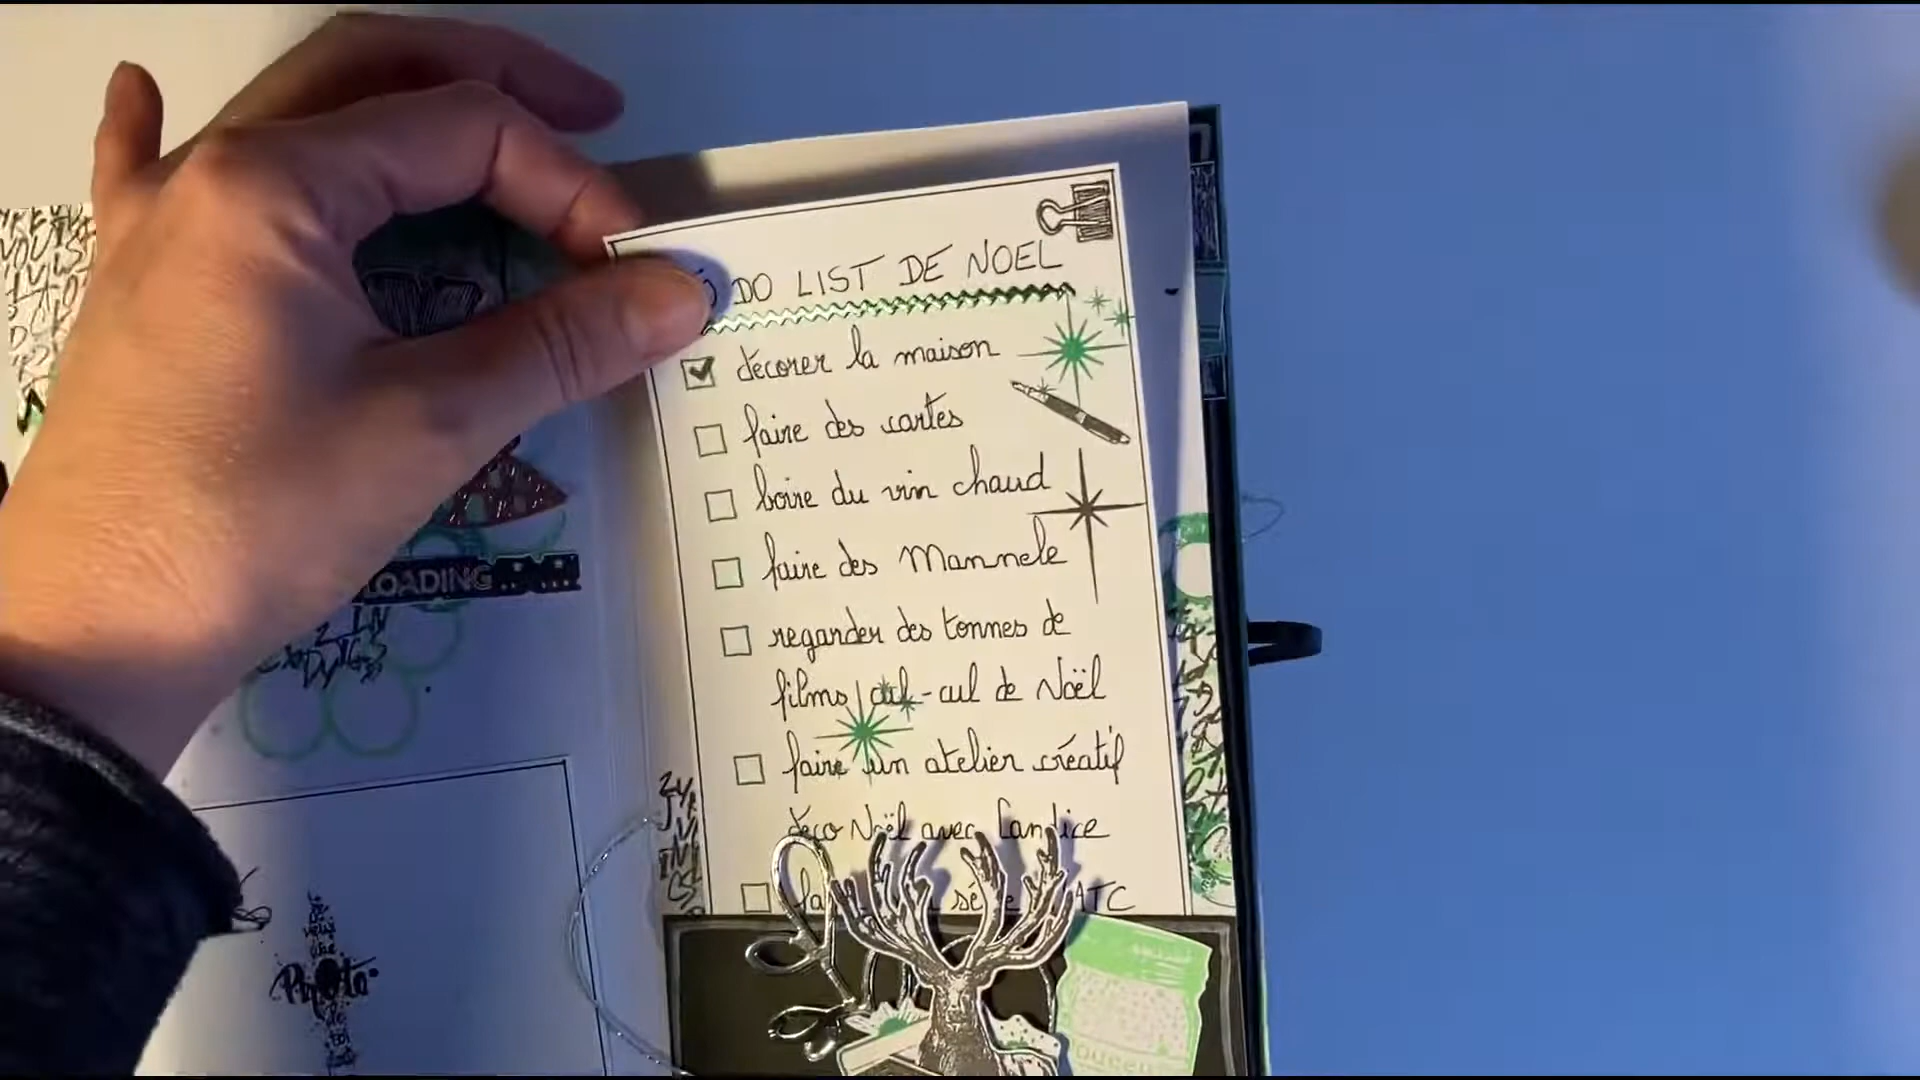 DO LIST DE NOEL
décorer la maison
faire des cartes
boire du vin chaud
faire des Mannele
regarder des tonnes de
films cul-cul de Noël
faire un atelier créatif
déco Noël avec Candice
ATC
LOADING